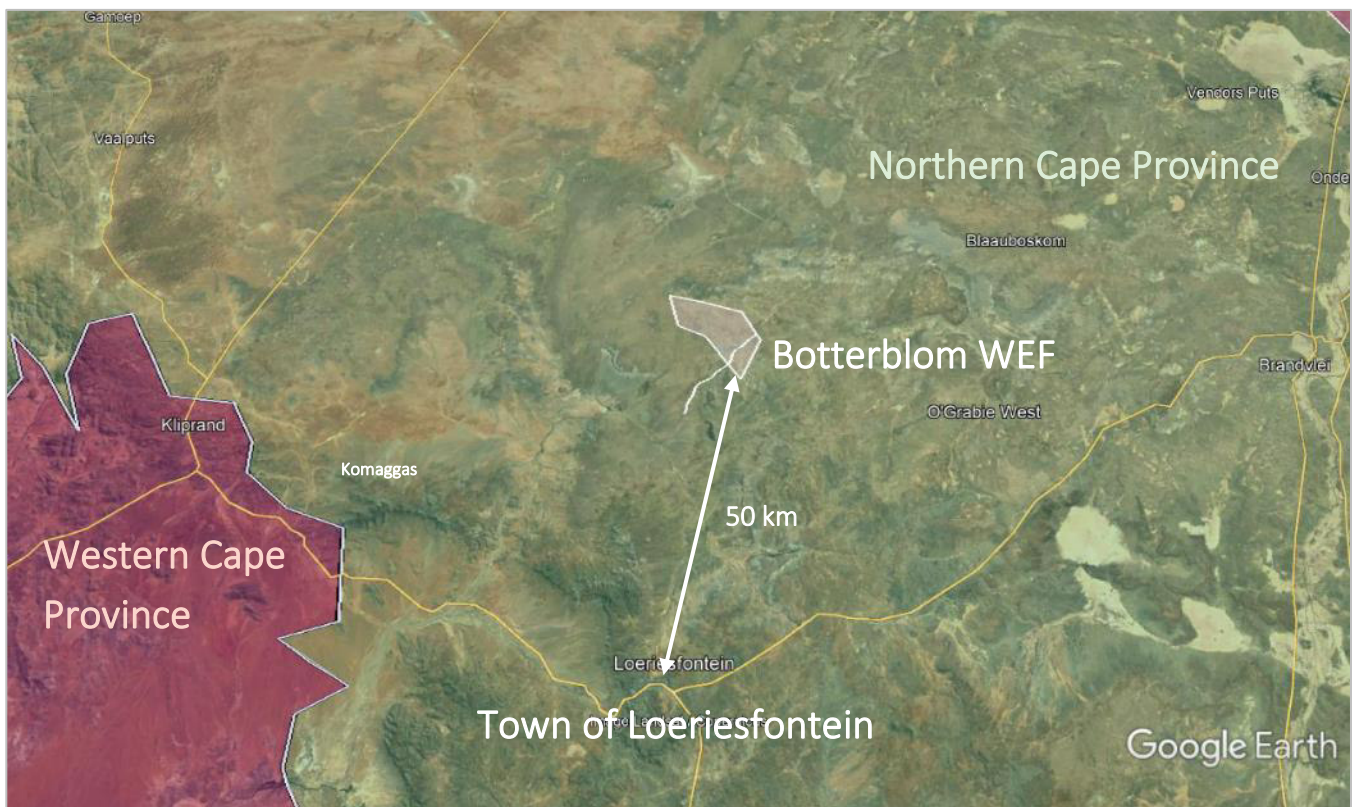 Gamoep
Vendors Puts
Vaalputs
Northern Cape Province
Onde
Blaauboskom
Botterblom WEF
Brandvlei
O'Grabie West
Kliprand
Komaggas
50 km
Western Cape
Province
Loeriesfontein
Town of Loeriesfontein
Google Earth